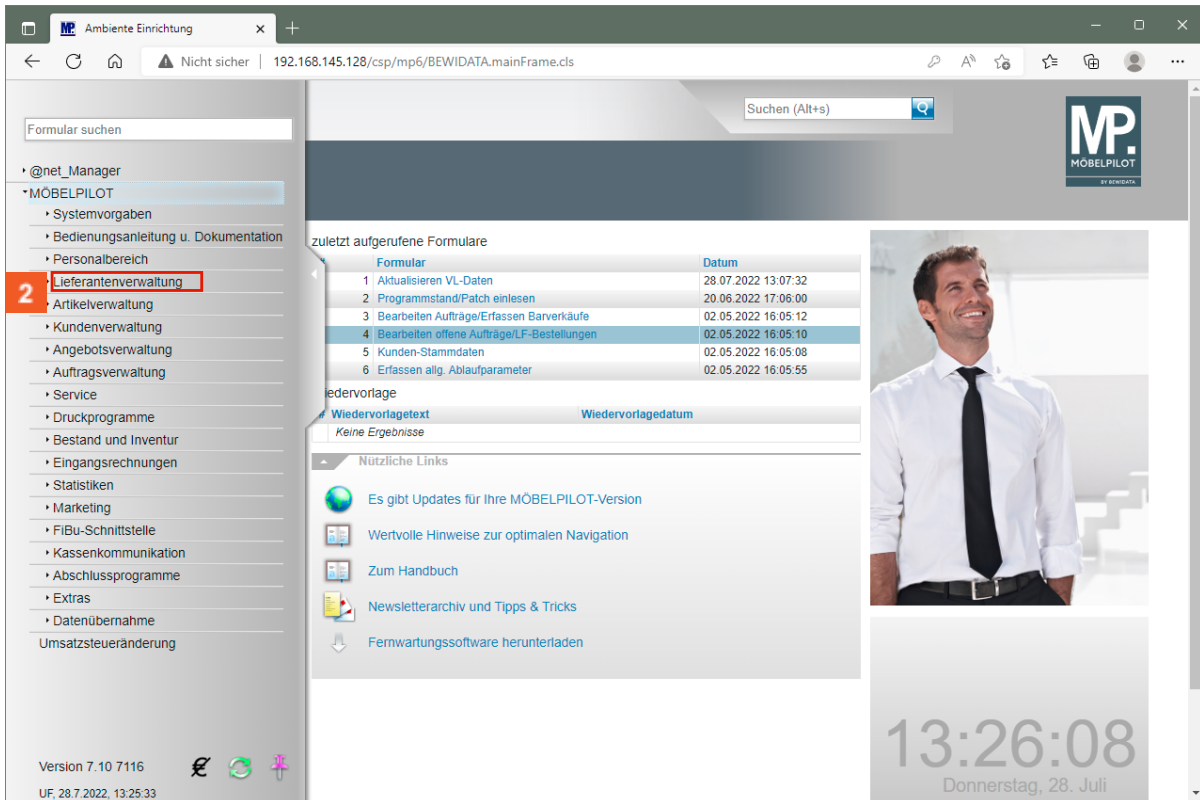 Ambiente Einrichtung
Nicht sicher | 192.168.145.128/csp/mp6/BEWIDATA.mainFrame.cls
Formular suchen
Suchen (Alt+s)
MP.
MÖBELPILOT
BY BEWIDATA
@net_Manager
MÖBELPILOT
Systemvorgaben
Bedienungsanleitung u. Dokumentation
Personalbereich
2
Lieferantenverwaltung
Artikelverwaltung
Kundenverwaltung
Angebotsverwaltung
Auftragsverwaltung
Service
Druckprogramme
Bestand und Inventur
Eingangsrechnungen
Statistiken
Marketing
FiBu-Schnittstelle
Kassenkommunikation
Abschlussprogramme
Extras
Datenübernahme
Umsatzsteueränderung
Version 7.10 7116
UF, 28.7.2022, 13:25:33
zuletzt aufgerufene Formulare
Formular Datum
1 Aktualisieren VL-Daten 28.07.2022 13:07:32
2 Programmstand/Patch einlesen 20.06.2022 17:06:00
3 Bearbeiten Aufträge/Erfassen Barverkäufe 02.05.2022 16:05:12
4 Bearbeiten offene Aufträge/LF-Bestellungen 02.05.2022 16:05:10
5 Kunden-Stammdaten 02.05.2022 16:05:08
6 Erfassen allg. Ablaufparameter 02.05.2022 16:05:55
iedervorlage
# Wiedervorlagetext Wiedervorlagedatum
Keine Ergebnisse
Nützliche Links
Es gibt Updates für Ihre MÖBELPILOT-Version
Wertvolle Hinweise zur optimalen Navigation
Zum Handbuch
Newsletterarchiv und Tipps & Tricks
Fernwartungssoftware herunterladen
13:26:08
Donnerstag, 28. Juli